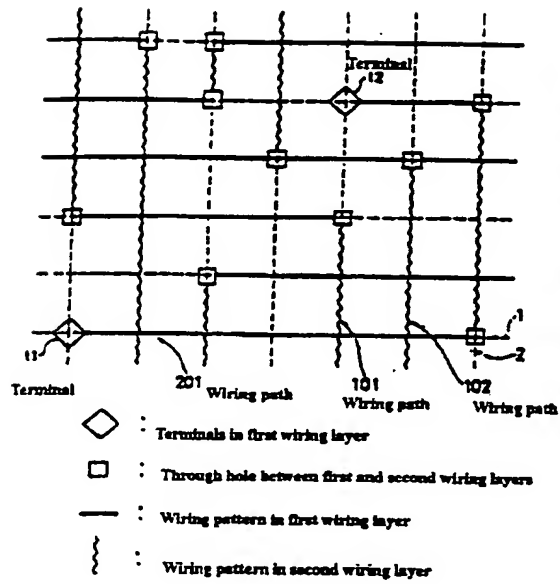 Terminal
t2
1
2
t1
201
101
102
Terminal
Wiring path
Wiring path
Wiring path
: Terminals in first wiring layer
: Through hole between first and second wiring layers
: Wiring pattern in first wiring layer
: Wiring pattern in second wiring layer